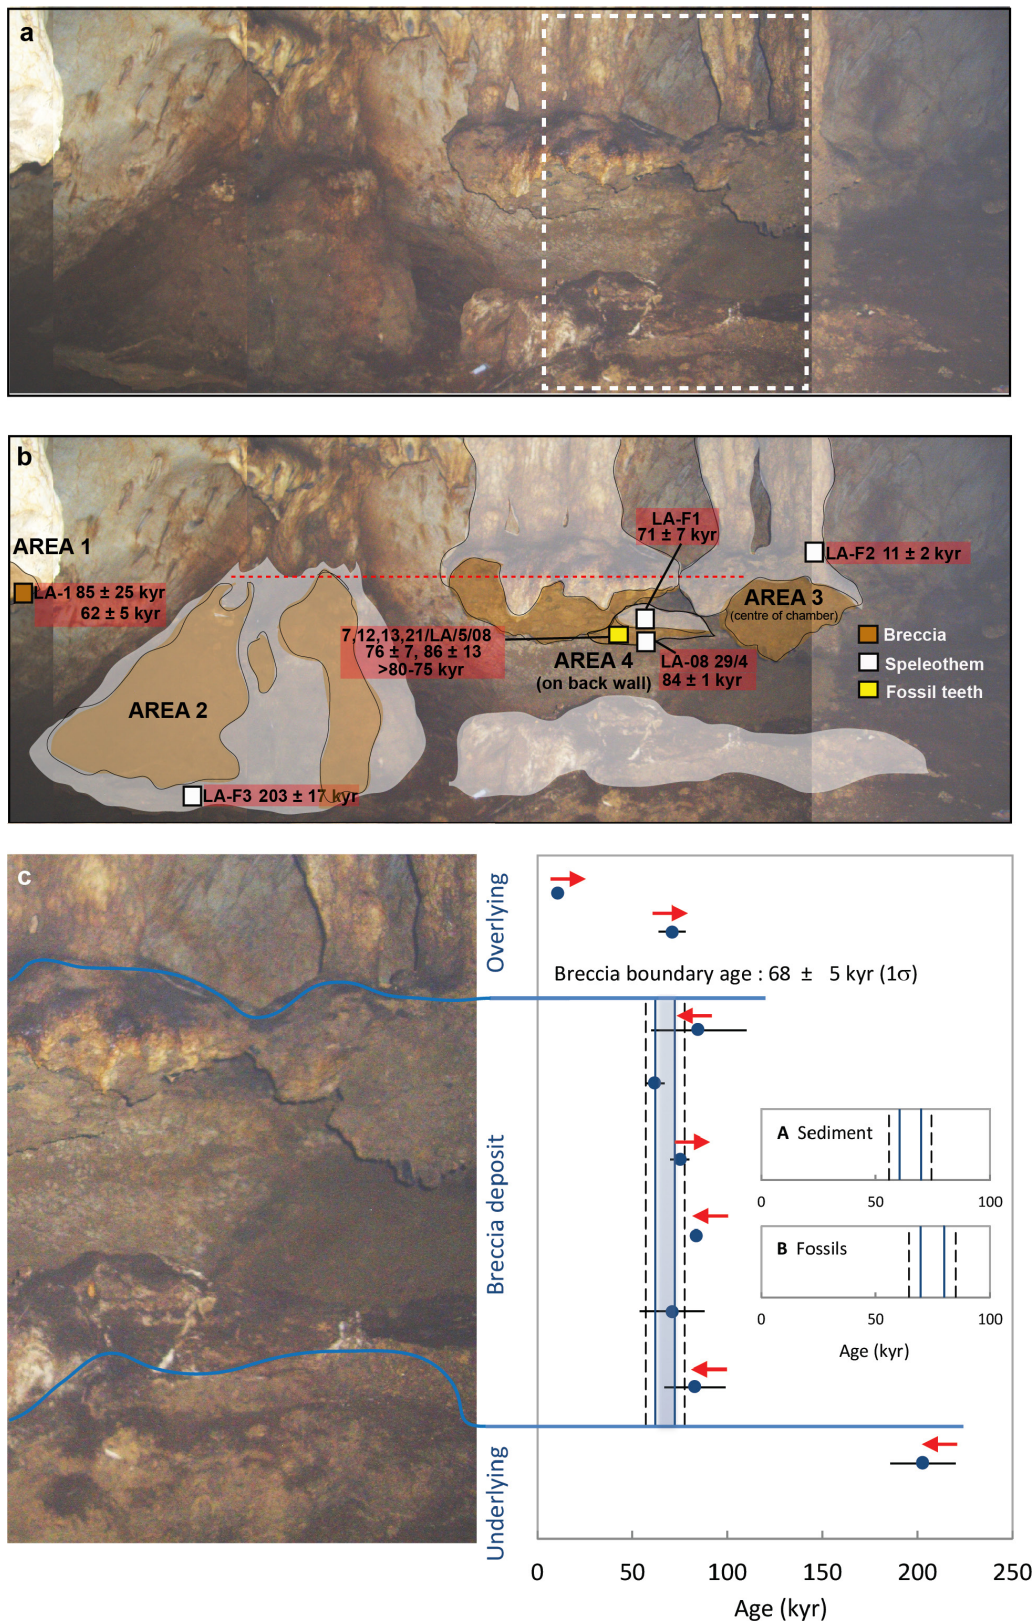 a
b
AREA 1
LA-1 85 ± 25 kyr
62 ± 5 kyr
AREA 2
LA-F3 203 ± 17 kyr
7,12,13,21/LA/5/08
76 ± 7, 86 ± 13
>80-75 kyr
LA-F1
71 ± 7 kyr
AREA 4
(on back wall)
LA-08 29/4
84 ± 1 kyr
LA-F2 11 ± 2 kyr
AREA 3
(centre of chamber)
Breccia
Speleothem
Fossil teeth
c
Overlying
Breccia deposit
Underlying
Breccia boundary age : 68 ± 5 kyr (1σ)
A Sediment
0 50 100
B Fossils
0 50 100
Age (kyr)
0 50 100 150 200 250
Age (kyr)